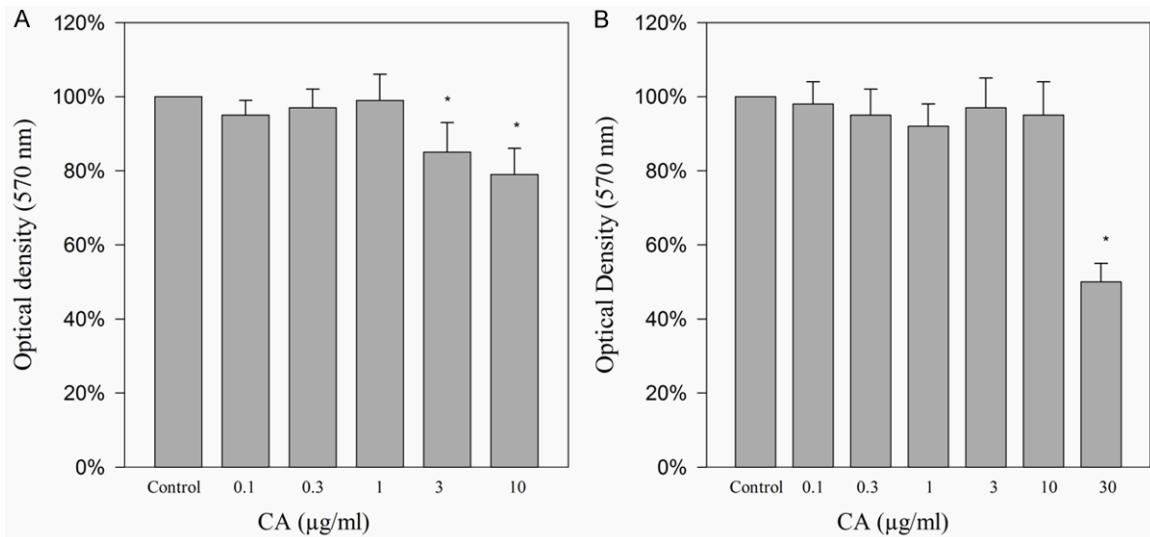 A
120%
100%
80%
60%
40%
20%
0%
Optical density (570 nm)
* *
Control 0.1 0.3 1 3 10
CA (μg/ml)
B
120%
100%
80%
60%
40%
20%
0%
Optical Density (570 nm)
*
Control 0.1 0.3 1 3 10 30
CA (μg/ml)